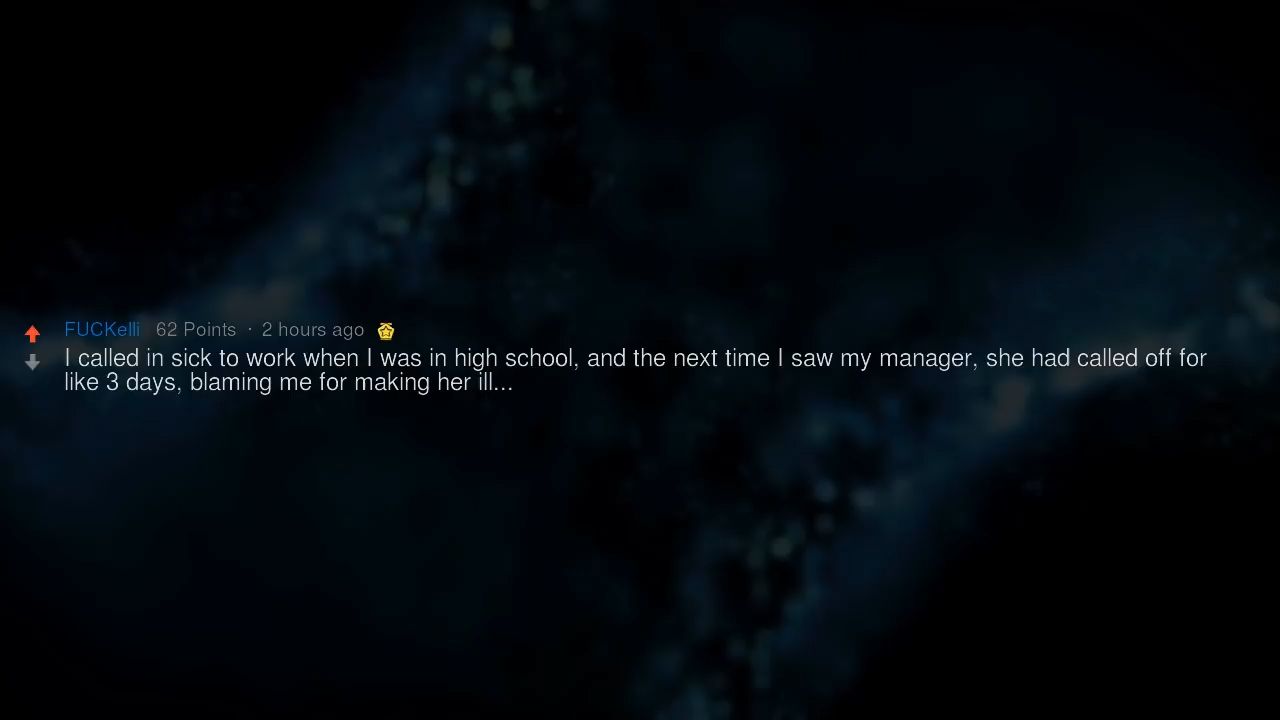 FUCKelli 62 Points · 2 hours ago
I called in sick to work when I was in high school, and the next time I saw my manager, she had called off for
like 3 days, blaming me for making her ill...